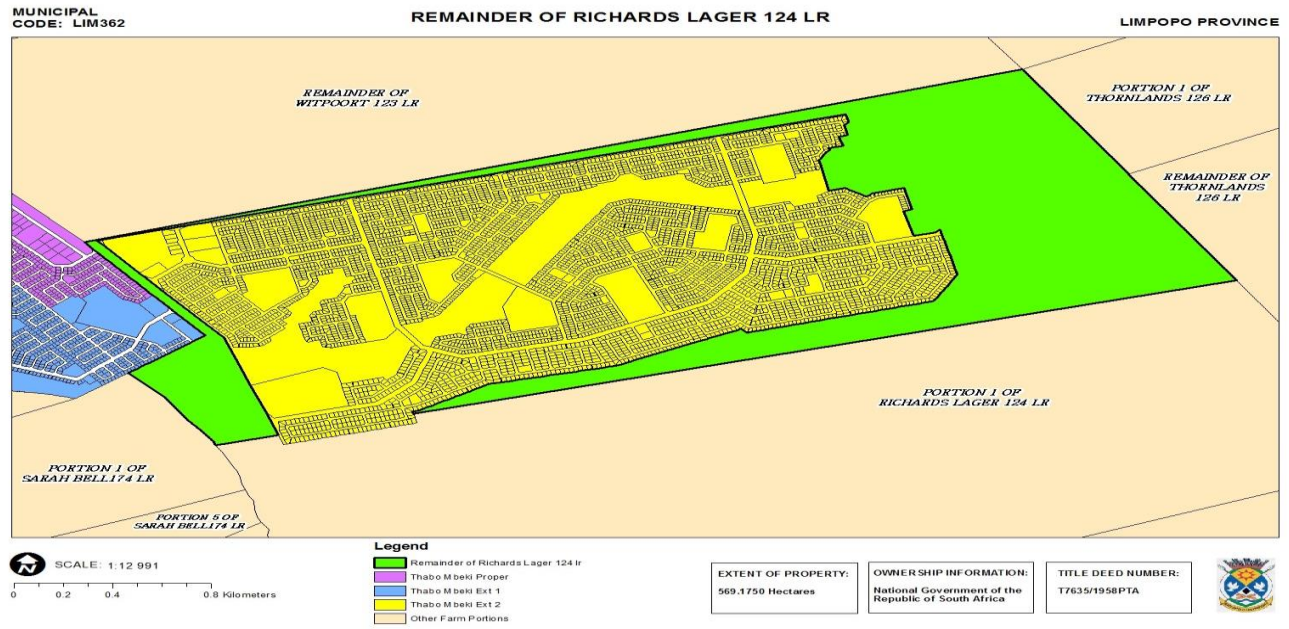 MUNICIPAL
CODE: LIM362
REMAINDER OF RICHARDS LAGER 124 LR
LIMPOPO PROVINCE
REMAINDER OF
WITPOORT 123 LR
PORTION 1 OF
THORNLANDS 126 LR
REMAINDER OF
THORNLANDS
126 LR
PORTION 1 OF
RICHARDS LAGER 124 LR
PORTION 1 OF
SARAH BELL174 LR
PORTION 5 OF
SARAH BELL174 LR
N
SCALE: 1:12 991
0 0.2 0.4 0.8 Kilometers
Legend
Remainder of Richards Lager 124 lr
Thabo Mbeki Proper
Thabo Mbeki Ext 1
Thabo Mbeki Ext 2
Other Farm Portions
EXTENT OF PROPERTY:
569.1750 Hectares
OWNERSHIP INFORMATION:
National Government of the
Republic of South Africa
TITLE DEED NUMBER:
T7635/1958PTA